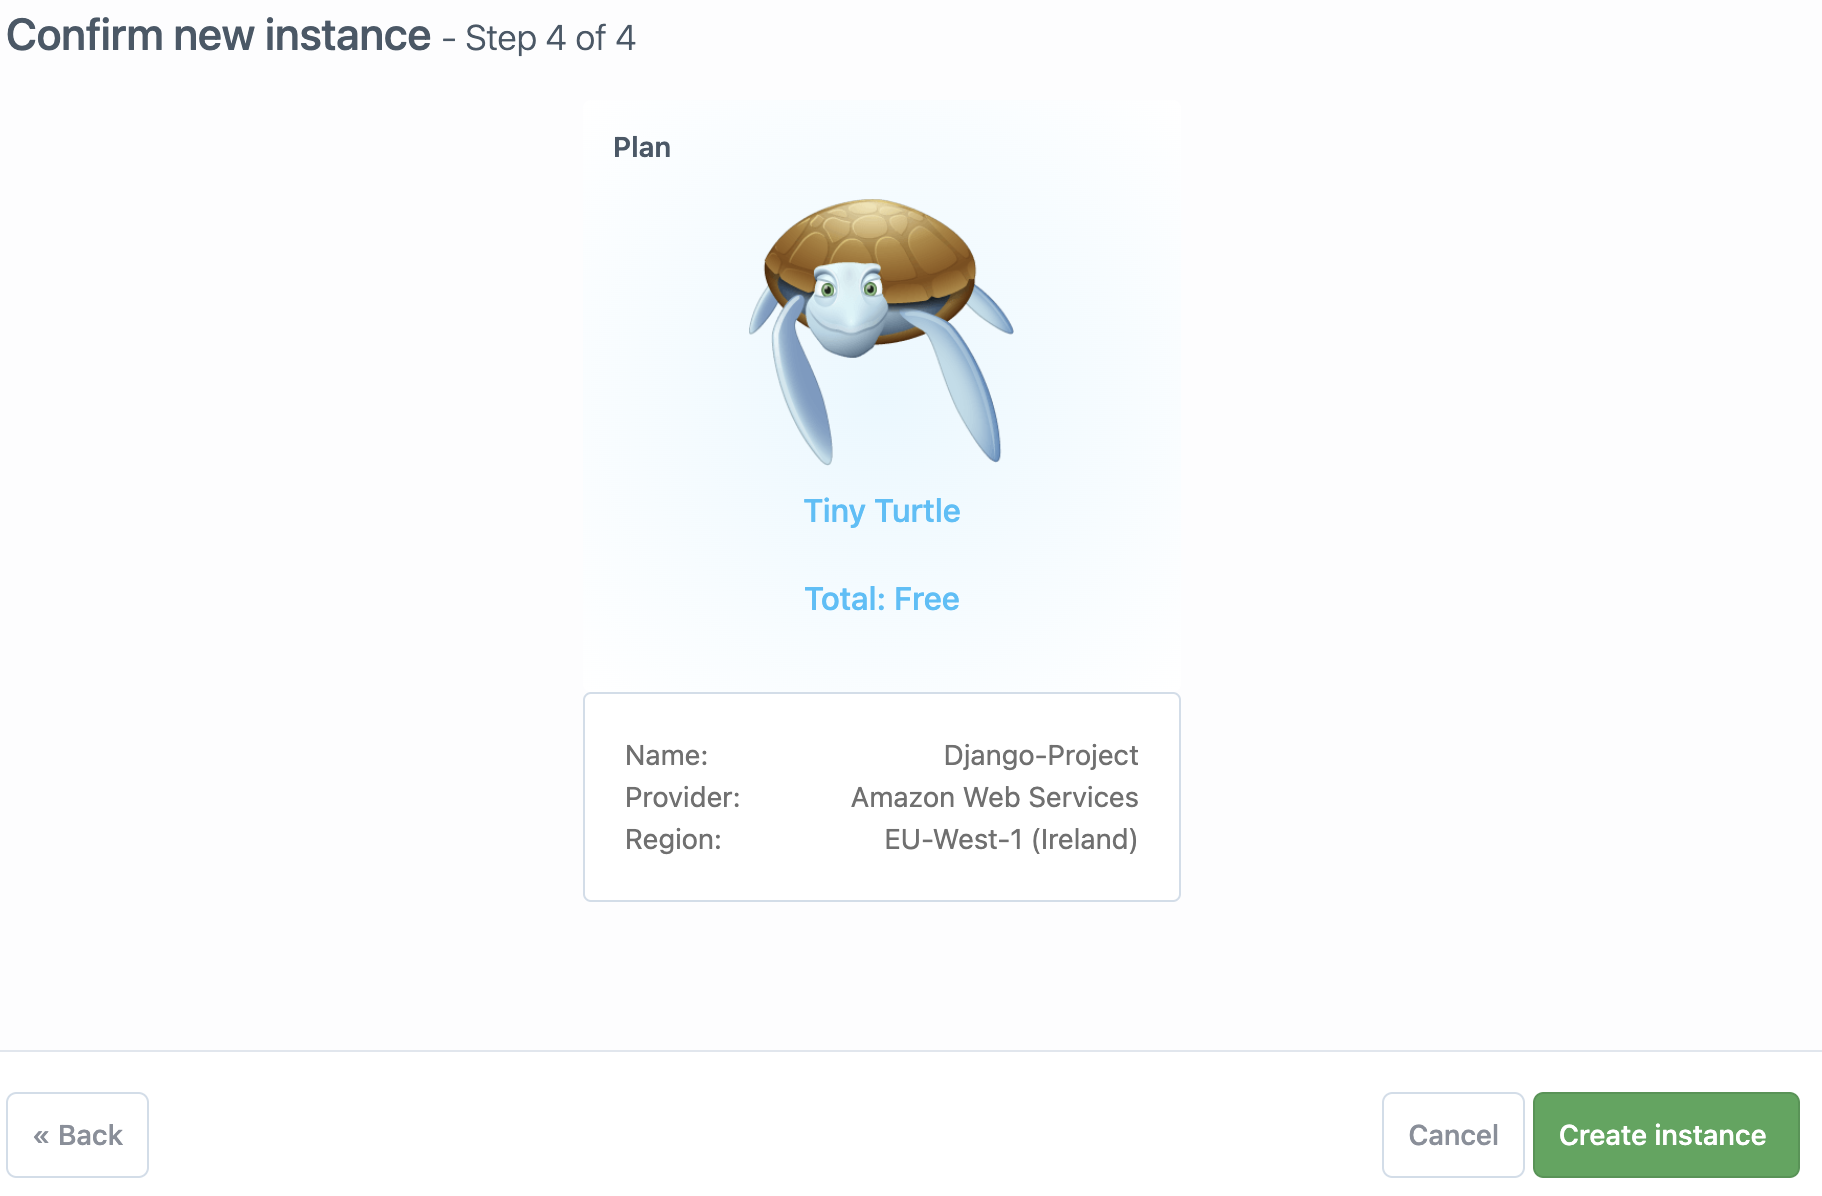 Confirm new instance - Step 4 of 4
Plan
Tiny Turtle
Total: Free
Name: Django-Project
Provider: Amazon Web Services
Region: EU-West-1 (Ireland)
« Back Cancel Create instance